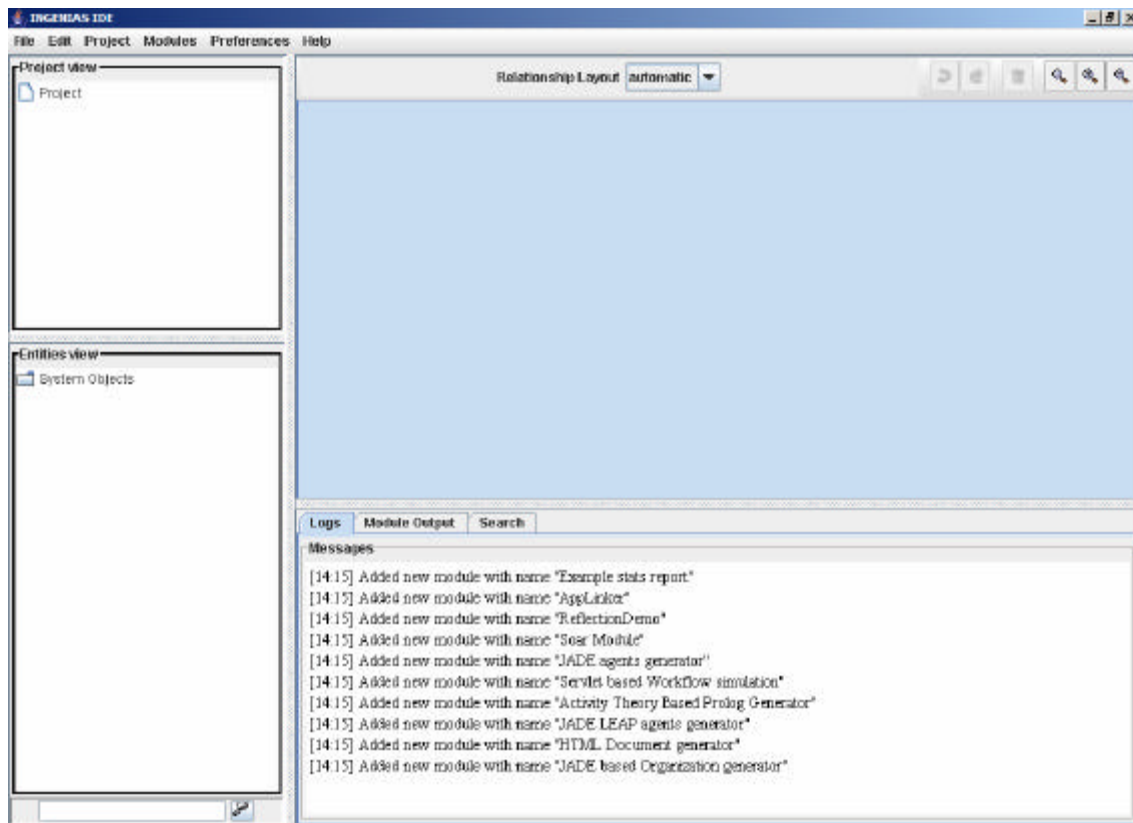 INGENIAS IDE
File Edit Project Modules Preferences Help
Project view
Project
Relationship Layout automatic
Entities view
System Objects
Logs Module Output Search
Messages
[14:15] Added new module with name "Example stats report"
[14:15] Added new module with name "AppLinker"
[14:15] Added new module with name "ReflectionDemo"
[14:15] Added new module with name "Soar Module"
[14:15] Added new module with name "JADE agents generator"
[14:15] Added new module with name "Servlet based Workflow simulation"
[14:15] Added new module with name "Activity Theory Based Prolog Generator"
[14:15] Added new module with name "JADE LEAP agents generator"
[14:15] Added new module with name "HTML Document generator"
[14:15] Added new module with name "JADE based Organization generator"